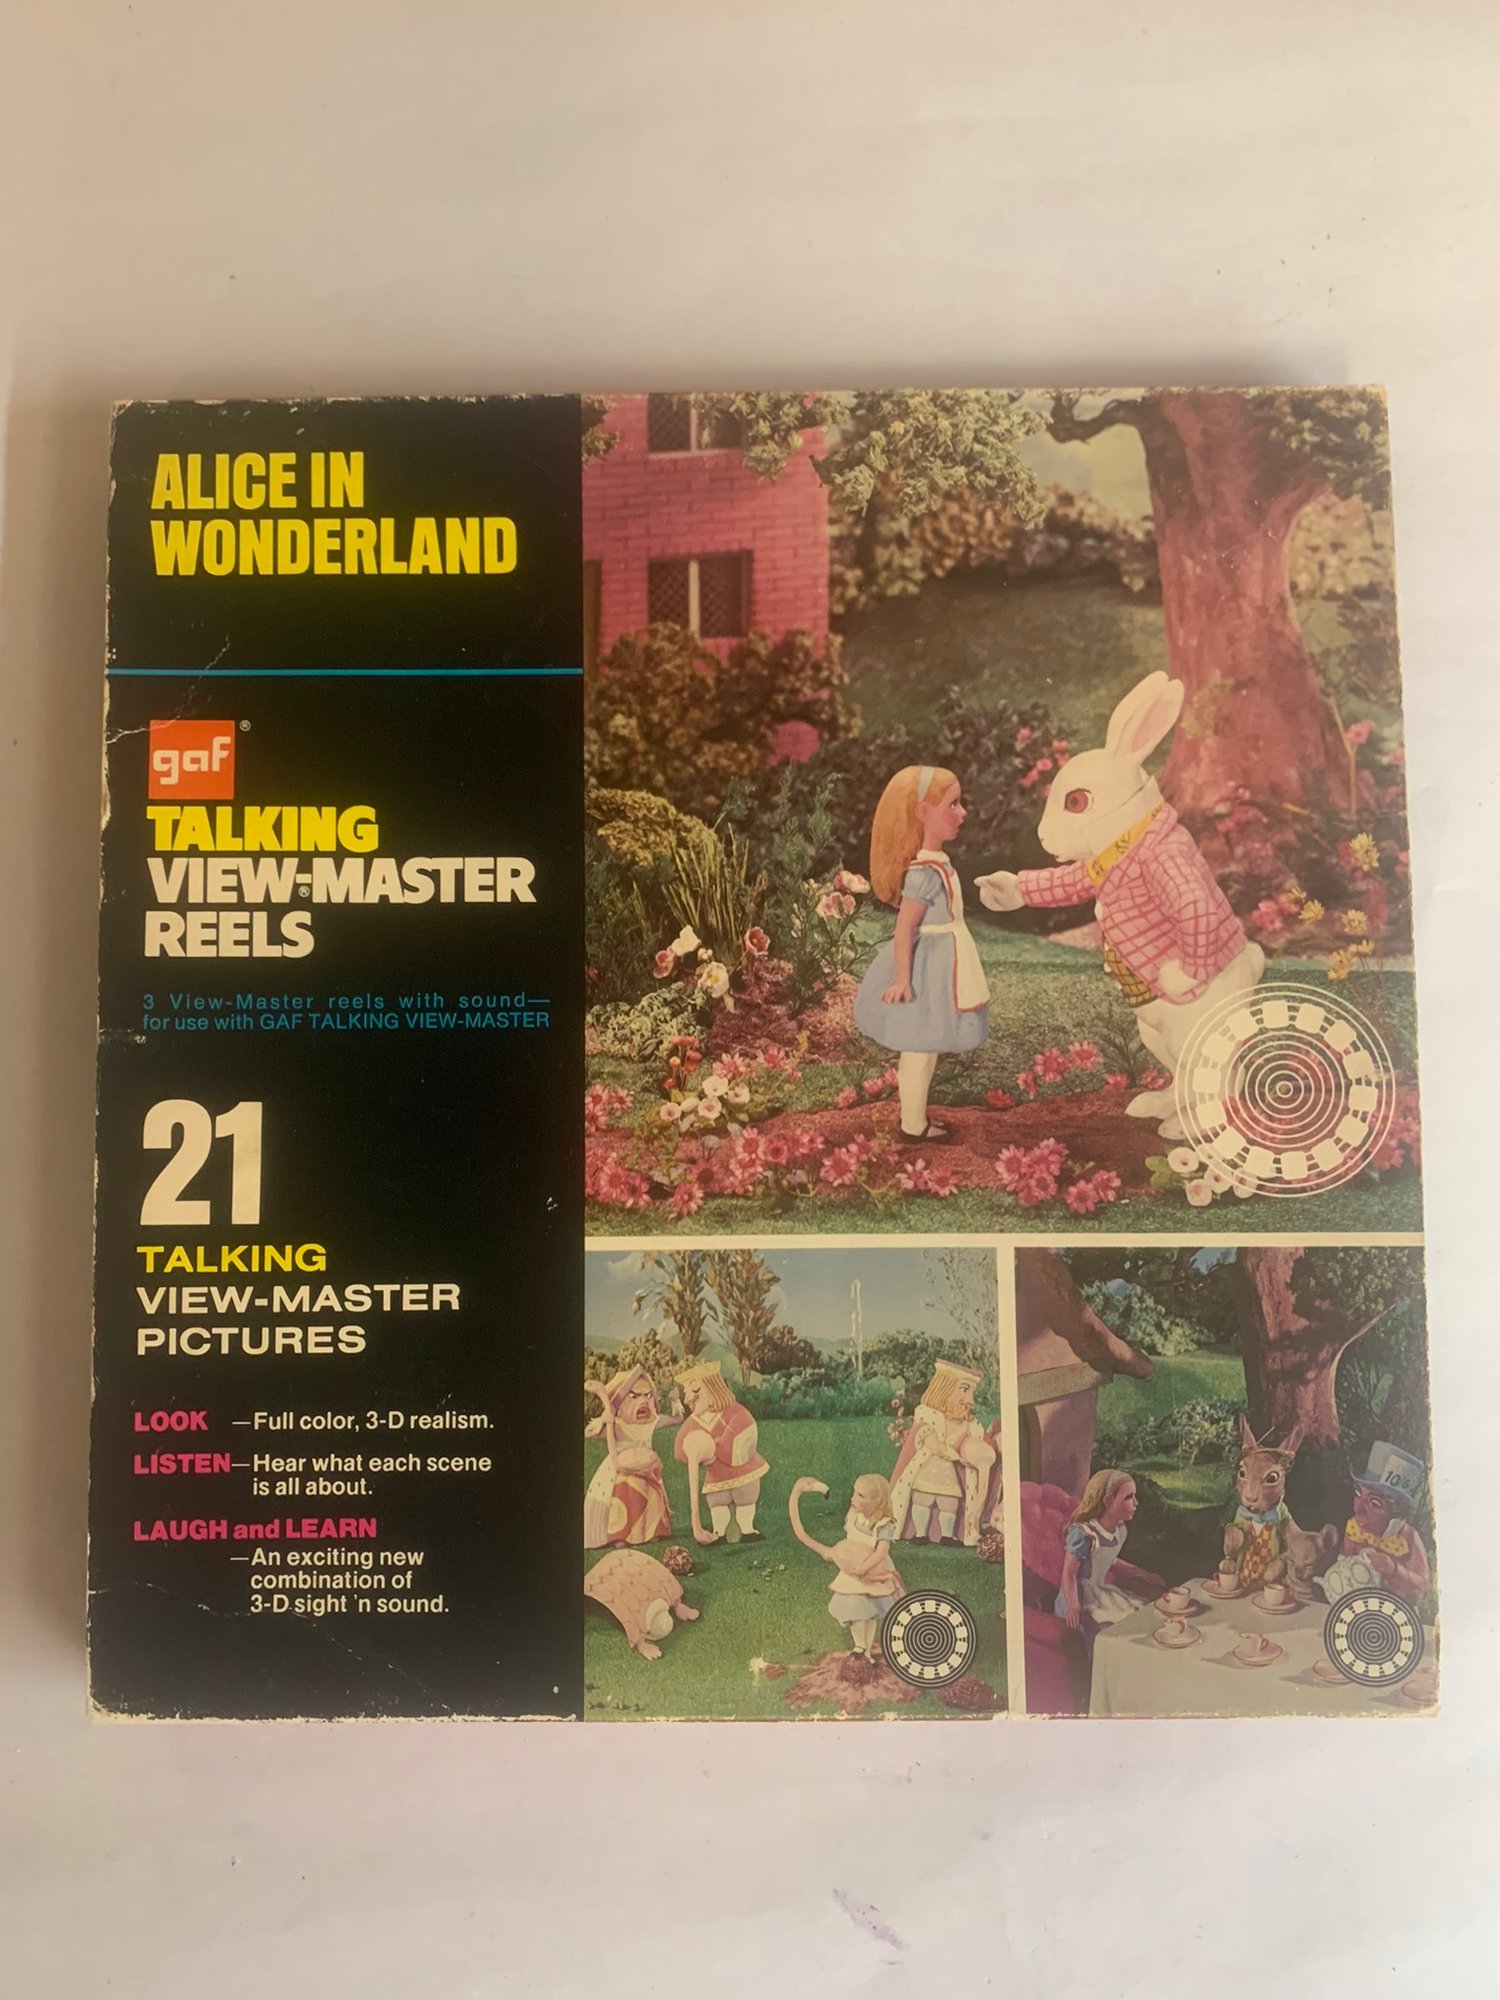 ALICE IN
WONDERLAND
gaf®
TALKING
VIEW-MASTER®
REELS
3 View-Master reels with sound—
for use with GAF TALKING VIEW-MASTER
21
TALKING
VIEW-MASTER
PICTURES
LOOK —Full color, 3-D realism.
LISTEN—Hear what each scene
is all about.
LAUGH and LEARN
—An exciting new
combination of
3-D sight 'n sound.
10/6